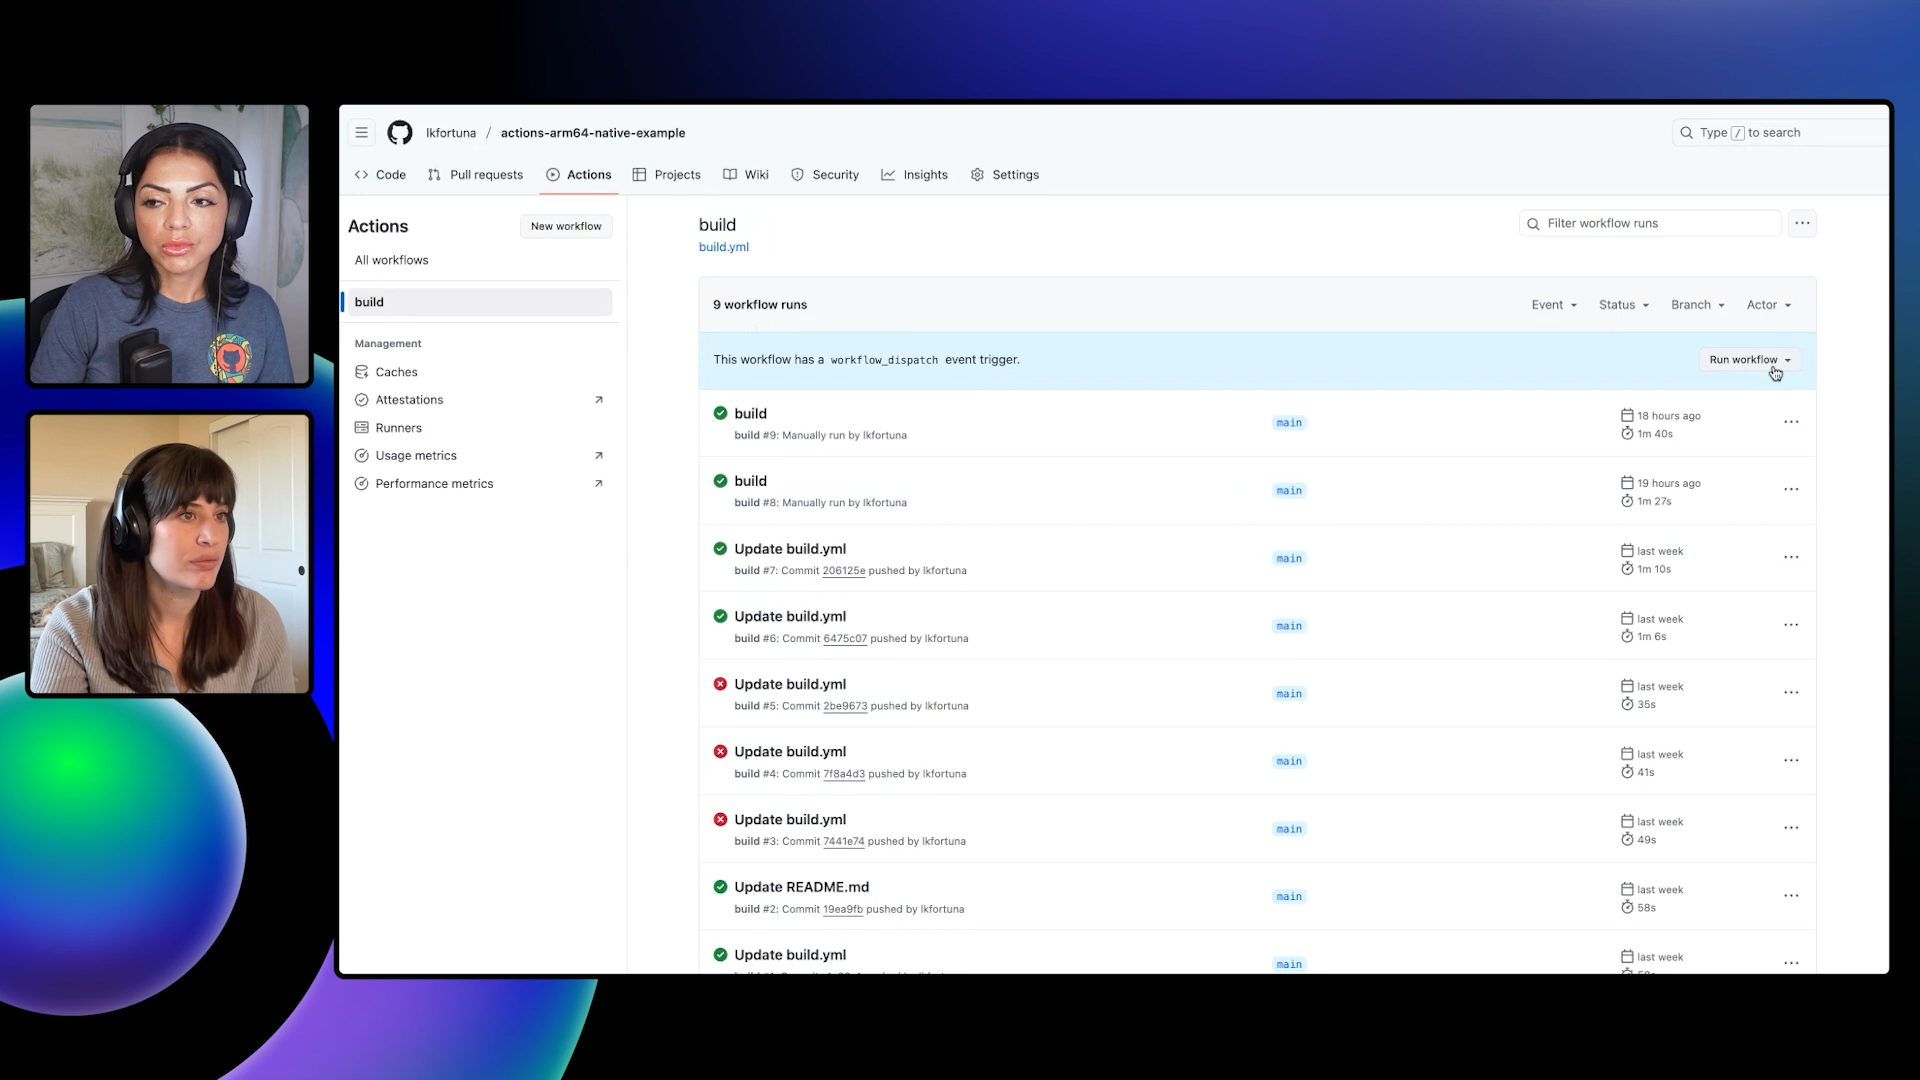 lkfortuna / actions-arm64-native-example
Type / to search
Code
Pull requests
Actions
Projects
Wiki
Security
Insights
Settings
Actions
New workflow
All workflows
build
Management
Caches
Attestations
Runners
Usage metrics
Performance metrics
build
build.yml
Filter workflow runs
9 workflow runs
Event
Status
Branch
Actor
This workflow has a workflow_dispatch event trigger.
Run workflow
build
build #9: Manually run by lkfortuna
main
18 hours ago
1m 40s
build
build #8: Manually run by lkfortuna
main
19 hours ago
1m 27s
Update build.yml
build #7: Commit 206125e pushed by lkfortuna
main
last week
1m 10s
Update build.yml
build #6: Commit 6475c07 pushed by lkfortuna
main
last week
1m 6s
Update build.yml
build #5: Commit 2be9673 pushed by lkfortuna
main
last week
35s
Update build.yml
build #4: Commit 7f8a4d3 pushed by lkfortuna
main
last week
41s
Update build.yml
build #3: Commit 7441e74 pushed by lkfortuna
main
last week
49s
Update README.md
build #2: Commit 19ea9fb pushed by lkfortuna
main
last week
58s
Update build.yml
main
last week